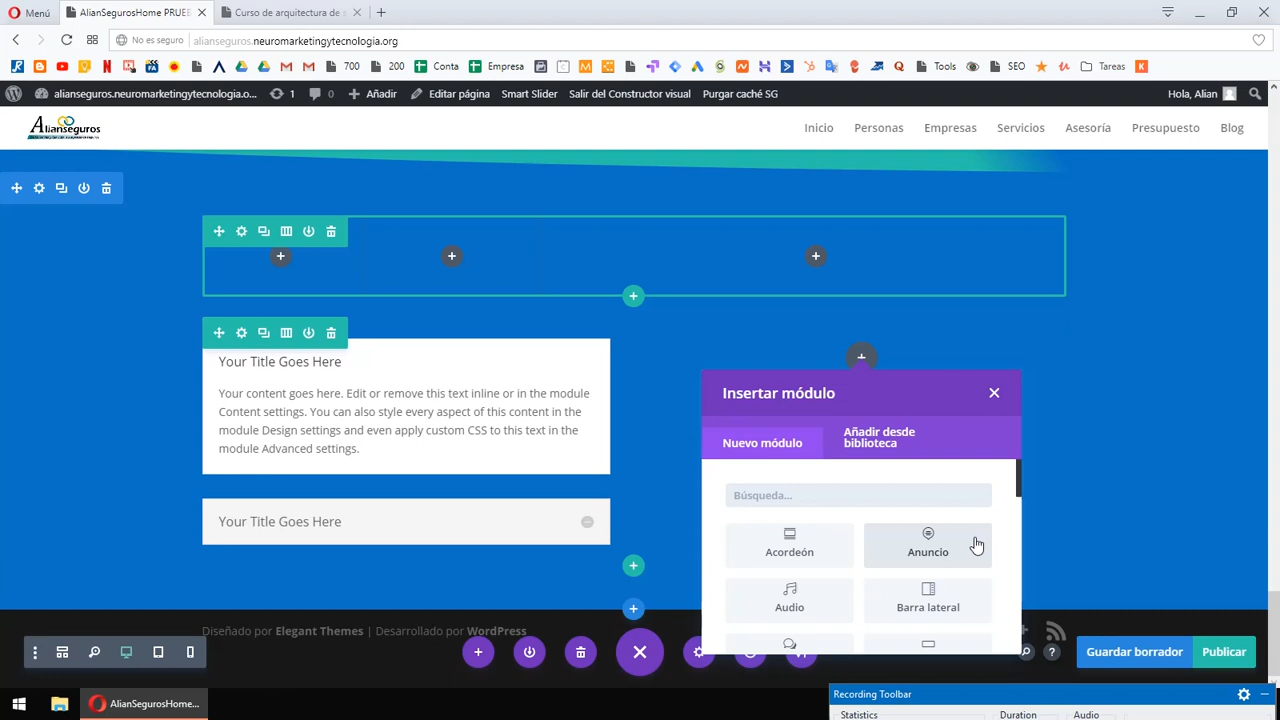 Menú
AlianSegurosHome PRUEB
Curso de arquitectura de s
No es seguro
alianseguros.neuromarketingytecnologia.org
700
200
Conta
Empresa
Tools
SEO
Tareas
alianseguros.neuromarketingytecnologia.o...
1
0
Añadir
Editar página
Smart Slider
Salir del Constructor visual
Purgar caché SG
Hola, Alian
Alianseguros
Inicio
Personas
Empresas
Servicios
Asesoría
Presupuesto
Blog
Your Title Goes Here
Your content goes here. Edit or remove this text inline or in the module
Content settings. You can also style every aspect of this content in the
module Design settings and even apply custom CSS to this text in the
module Advanced settings.
Your Title Goes Here
Insertar módulo
Nuevo módulo
Añadir desde
biblioteca
Búsqueda...
Acordeón
Anuncio
Audio
Barra lateral
Diseñado por Elegant Themes | Desarrollado por WordPress
Guardar borrador
Publicar
AlianSegurosHome...
Recording Toolbar
Statistics
Duration
Audio